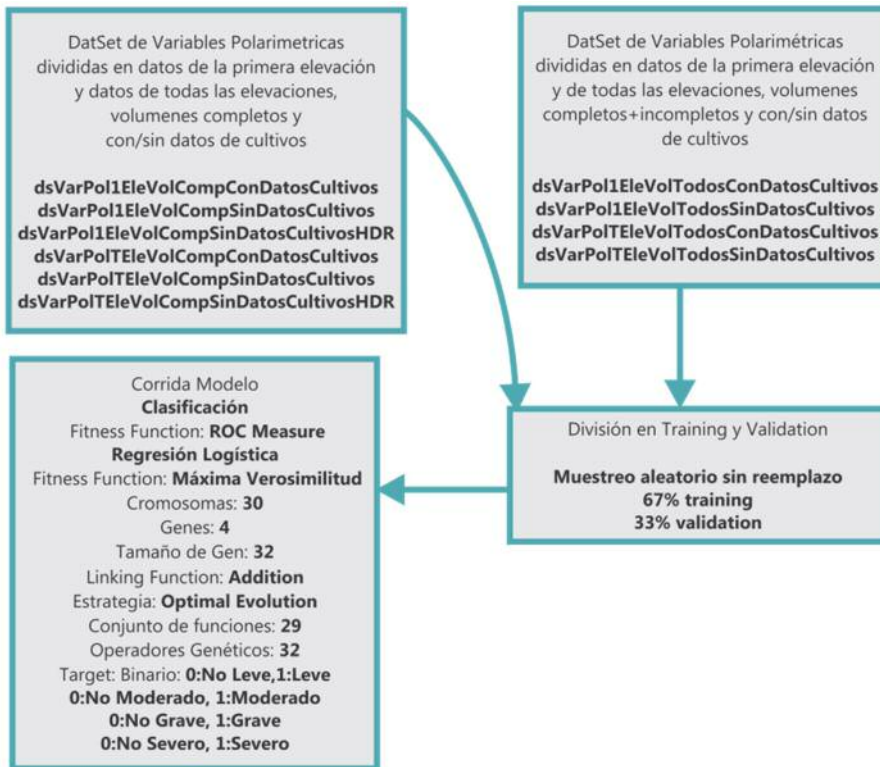 DatSet de Variables Polarimetricas
divididas en datos de la primera elevación
y datos de todas las elevaciones,
volumenes completos y
con/sin datos de cultivos
dsVarPol1EleVolCompConDatosCultivos
dsVarPol1EleVolCompSinDatosCultivos
dsVarPol1EleVolCompSinDatosCultivosHDR
dsVarPolTEleVolCompConDatosCultivos
dsVarPolTEleVolCompSinDatosCultivos
dsVarPolTEleVolCompSinDatosCultivosHDR
DatSet de Variables Polarimétricas
divididas en datos de la primera elevación
y de todas las elevaciones, volumenes
completos+incompletos y con/sin datos
de cultivos
dsVarPol1EleVolTodosConDatosCultivos
dsVarPol1EleVolTodosSinDatosCultivos
dsVarPolTEleVolTodosConDatosCultivos
dsVarPolTEleVolTodosSinDatosCultivos
División en Training y Validation
Muestreo aleatorio sin reemplazo
67% training
33% validation
Corrida Modelo
Clasificación
Fitness Function: ROC Measure
Regresión Logística
Fitness Function: Máxima Verosimilitud
Cromosomas: 30
Genes: 4
Tamaño de Gen: 32
Linking Function: Addition
Estrategia: Optimal Evolution
Conjunto de funciones: 29
Operadores Genéticos: 32
Target: Binario: 0:No Leve,1:Leve
0:No Moderado, 1:Moderado
0:No Grave, 1:Grave
0:No Severo, 1:Severo